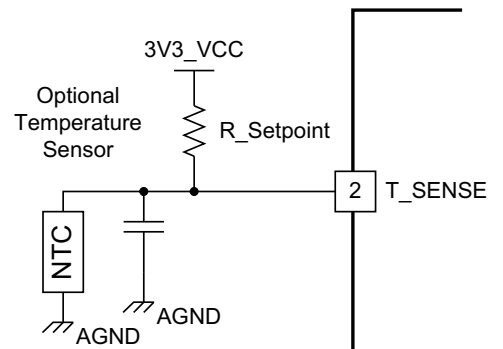 3V3_VCC
Optional
Temperature
Sensor
R_Setpoint
2
T_SENSE
NTC
AGND
AGND